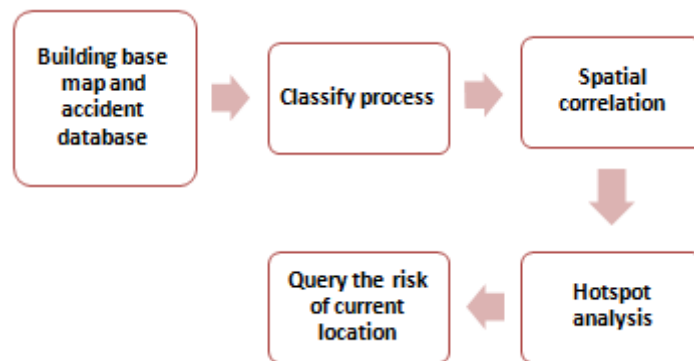 Building base
map and
accident
database
Classify process
Spatial
correlation
Hotspot
analysis
Query the risk
of current
location